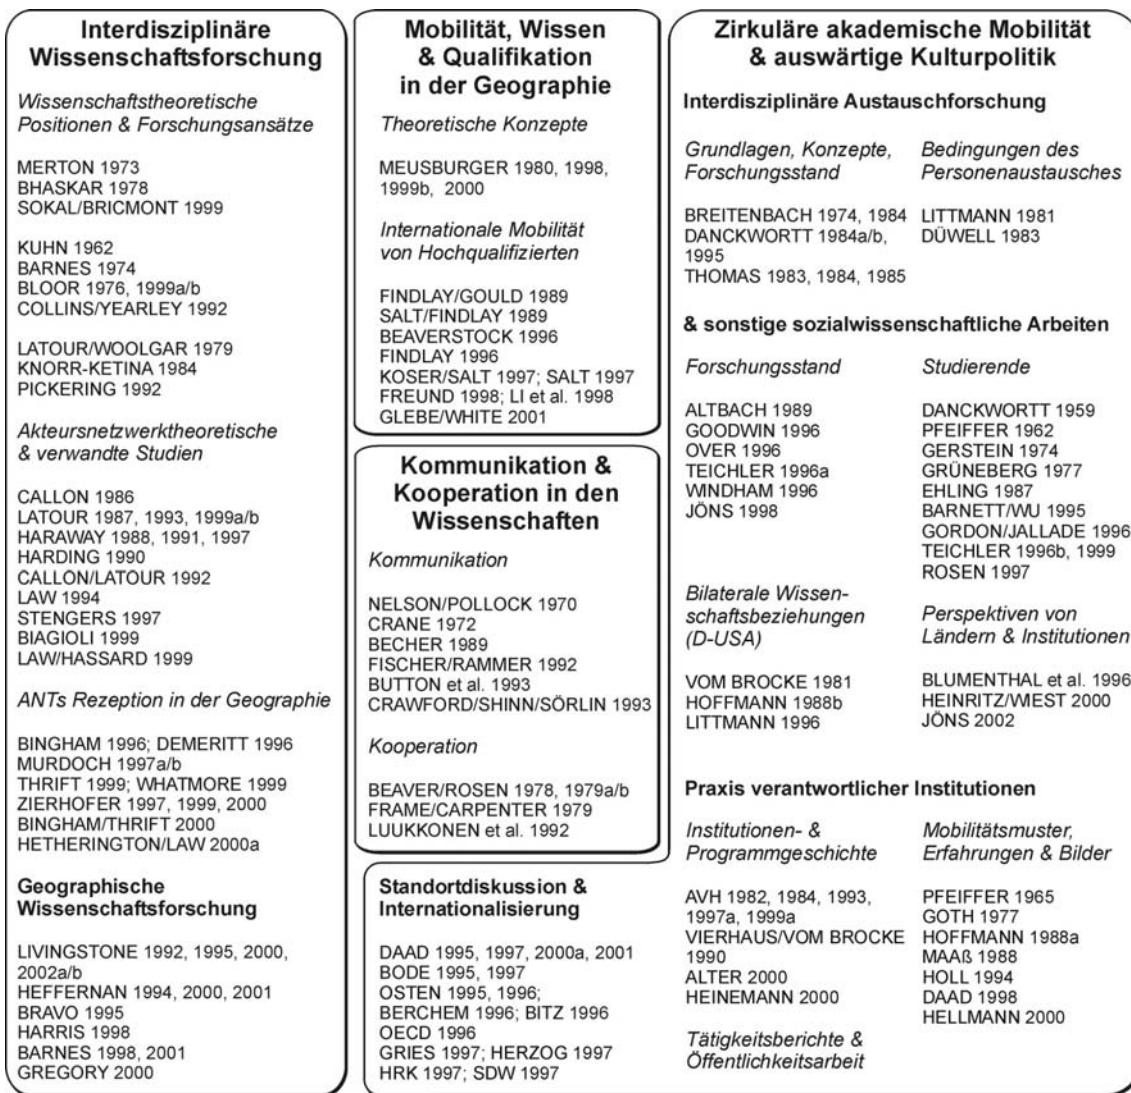 Interdisziplinäre
Wissenschaftsforschung
Wissenschaftstheoretische
Positionen & Forschungsansätze
MERTON 1973
BHASKAR 1978
SOKAL/BRICMONT 1999
KUHN 1962
BARNES 1974
BLOOR 1976, 1999a/b
COLLINS/YEARLEY 1992
LATOUR/WOOLGAR 1979
KNORR-KETINA 1984
PICKERING 1992
Akteursnetzwerktheoretische
& verwandte Studien
CALLON 1986
LATOUR 1987, 1993, 1999a/b
HARAWAY 1988, 1991, 1997
HARDING 1990
CALLON/LATOUR 1992
LAW 1994
STENGERS 1997
BIAGIOLI 1999
LAW/HASSARD 1999
ANTs Rezeption in der Geographie
BINGHAM 1996; DEMERITT 1996
MURDOCH 1997a/b
THRIFT 1999; WHATMORE 1999
ZIERHOFER 1997, 1999, 2000
BINGHAM/THRIFT 2000
HETHERINGTON/LAW 2000a
Geographische
Wissenschaftsforschung
LIVINGSTONE 1992, 1995, 2000,
2002a/b
HEFFERNAN 1994, 2000, 2001
BRAVO 1995
HARRIS 1998
BARNES 1998, 2001
GREGORY 2000
Mobilität, Wissen
& Qualifikation
in der Geographie
Theoretische Konzepte
MEUSBURGER 1980, 1998,
1999b, 2000
Internationale Mobilität
von Hochqualifizierten
FINDLAY/GOULD 1989
SALT/FINDLAY 1989
BEAVERSTOCK 1996
FINDLAY 1996
KOSER/SALT 1997; SALT 1997
FREUND 1998; LI et al. 1998
GLEBE/WHITE 2001
Kommunikation &
Kooperation in den
Wissenschaften
Kommunikation
NELSON/POLLOCK 1970
CRANE 1972
BECHER 1989
FISCHER/RAMMER 1992
BUTTON et al. 1993
CRAWFORD/SHINN/SÖRLIN 1993
Kooperation
BEAVER/ROSEN 1978, 1979a/b
FRAME/CARPENTER 1979
LUUKKONEN et al. 1992
Standortdiskussion &
Internationalisierung
DAAD 1995, 1997, 2000a, 2001
BODE 1995, 1997
OSTEN 1995, 1996;
BERCHEM 1996; BITZ 1996
OECD 1996
GRIES 1997; HERZOG 1997
HRK 1997; SDW 1997
Zirkuläre akademische Mobilität
& auswärtige Kulturpolitik
Interdisziplinäre Austauschforschung
Grundlagen, Konzepte,
Forschungsstand
BREITENBACH 1974, 1984
DANCKWORTT 1984a/b,
1995
THOMAS 1983, 1984, 1985
Bedingungen des
Personenaustausches
LITTMANN 1981
DÜWELL 1983
& sonstige sozialwissenschaftliche Arbeiten
Forschungsstand
ALTBACH 1989
GOODWIN 1996
OVER 1996
TEICHLER 1996a
WINDHAM 1996
JÖNS 1998
Studierende
DANCKWORTT 1959
PFEIFFER 1962
GERSTEIN 1974
GRÜNEBERG 1977
EHLING 1987
BARNETT/WU 1995
GORDON/JALLADE 1996
TEICHLER 1996b, 1999
ROSEN 1997
Bilaterale Wissen-
schaftsbeziehungen
(D-USA)
VOM BROCKE 1981
HOFFMANN 1988b
LITTMANN 1996
Perspektiven von
Ländern & Institutionen
BLUMENTHAL et al. 1996
HEINRITZ/WIEST 2000
JÖNS 2002
Praxis verantwortlicher Institutionen
Institutionen- &
Programmgeschichte
AVH 1982, 1984, 1993,
1997a, 1999a
VIERHAUS/VOM BROCKE
1990
ALTER 2000
HEINEMANN 2000
Tätigkeitsberichte &
Öffentlichkeitsarbeit
Mobilitätsmuster,
Erfahrungen & Bilder
PFEIFFER 1965
GOTH 1977
HOFFMANN 1988a
MAAß 1988
HOLL 1994
DAAD 1998
HELLMANN 2000